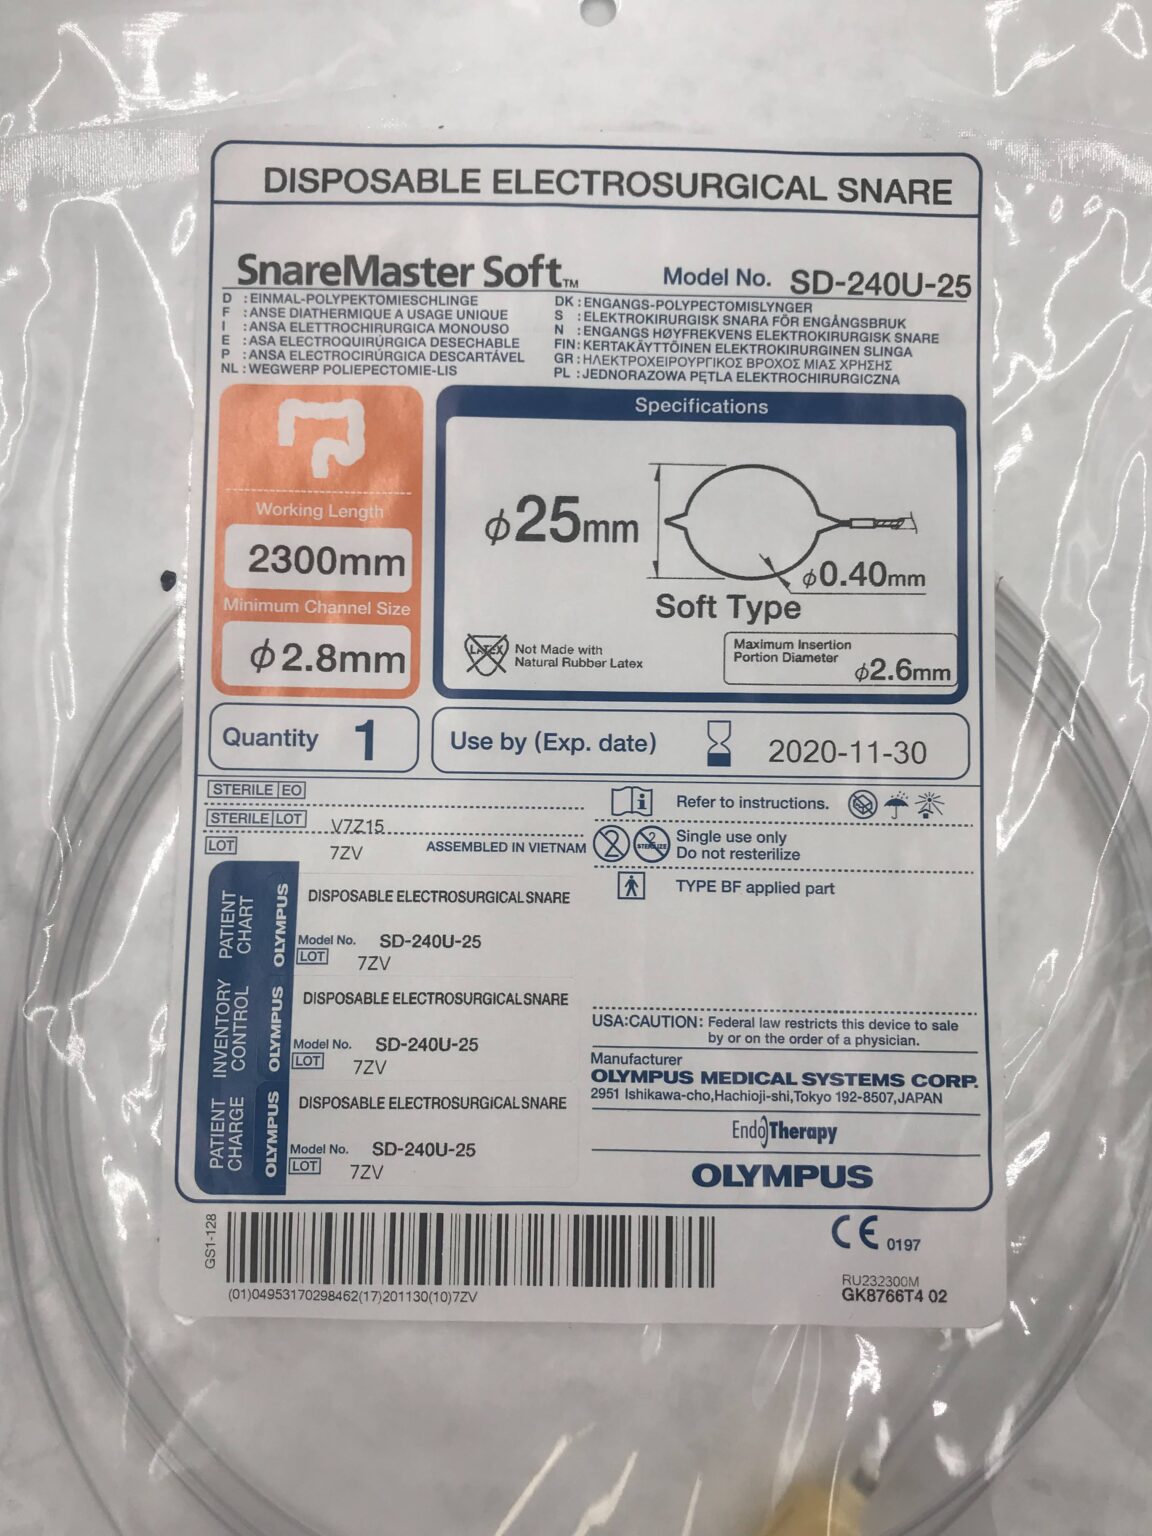 DISPOSABLE ELECTROSURGICAL SNARE
SnareMaster Soft™ Model No. SD-240U-25
D : EINMAL-POLYPEKTOMIESCHLINGE
F : ANSE DIATHERMIQUE A USAGE UNIQUE
I : ANSA ELETTROCHIRURGICA MONOUSO
E : ASA ELECTROQUIRÚRGICA DESECHABLE
P : ANSA ELECTROCIRÚRGICA DESCARTÁVEL
NL : WEGWERP POLIEPECTOMIE-LIS
DK : ENGANGS-POLYPECTOMISLYNGER
S : ELEKTROKIRURGISK SNARA FÖR ENGÅNGSBRUK
N : ENGANGS HØYFREKVENS ELEKTROKIRURGISK SNARE
FIN : KERTAKÄYTTÖINEN ELEKTROKIRURGINEN SLINGA
GR : ΗΛΕΚΤΡΟΧΕΙΡΟΥΡΓΙΚΟΣ ΒΡΟΧΟΣ ΜΙΑΣ ΧΡΗΣΗΣ
PL : JEDNORAZOWA PĘTLA ELEKTROCHIRURGICZNA
Working Length
2300mm
Minimum Channel Size
φ2.8mm
Specifications
φ25mm
φ0.40mm
Soft Type
LATEX
Not Made with
Natural Rubber Latex
Maximum Insertion
Portion Diameter
φ2.6mm
Quantity 1
Use by (Exp. date) 2020-11-30
STERILE EO
STERILE LOT V7Z15
LOT 7ZV ASSEMBLED IN VIETNAM
Refer to instructions.
2
2
STERILIZE
Single use only
Do not resterilize
TYPE BF applied part
PATIENT
CHART
OLYMPUS
DISPOSABLE ELECTROSURGICAL SNARE
Model No. SD-240U-25
LOT 7ZV
INVENTORY
CONTROL
OLYMPUS
DISPOSABLE ELECTROSURGICAL SNARE
Model No. SD-240U-25
LOT 7ZV
PATIENT
CHARGE
OLYMPUS
DISPOSABLE ELECTROSURGICAL SNARE
Model No. SD-240U-25
LOT 7ZV
USA:CAUTION: Federal law restricts this device to sale
by or on the order of a physician.
Manufacturer
OLYMPUS MEDICAL SYSTEMS CORP.
2951 Ishikawa-cho,Hachioji-shi,Tokyo 192-8507,JAPAN
EndoTherapy
OLYMPUS
GS1-128
(01)04953170298462(17)201130(10)7ZV
CE 0197
RU232300M
GK8766T4 02